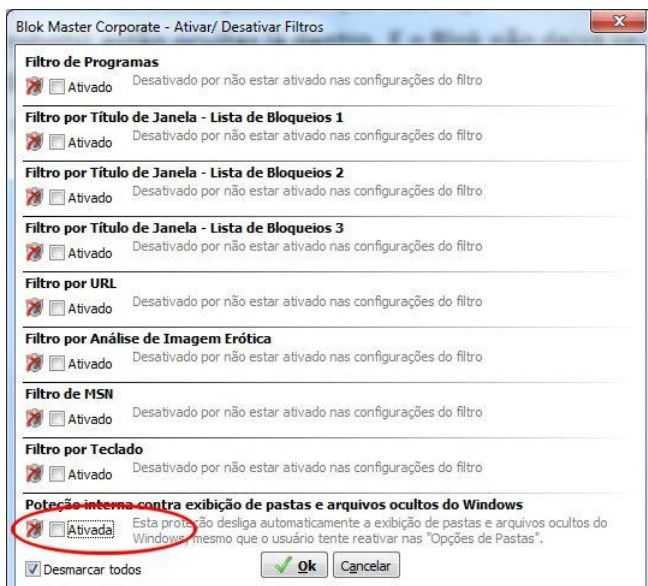 Blok Master Corporate - Ativar/ Desativar Filtros
Filtro de Programas
Ativado Desativado por não estar ativado nas configurações do filtro
Filtro por Título de Janela - Lista de Bloqueios 1
Ativado Desativado por não estar ativado nas configurações do filtro
Filtro por Título de Janela - Lista de Bloqueios 2
Ativado Desativado por não estar ativado nas configurações do filtro
Filtro por Título de Janela - Lista de Bloqueios 3
Ativado Desativado por não estar ativado nas configurações do filtro
Filtro por URL
Ativado Desativado por não estar ativado nas configurações do filtro
Filtro por Análise de Imagem Erótica
Ativado Desativado por não estar ativado nas configurações do filtro
Filtro de MSN
Ativado Desativado por não estar ativado nas configurações do filtro
Filtro por Teclado
Ativado Desativado por não estar ativado nas configurações do filtro
Poteção interna contra exibição de pastas e arquivos ocultos do Windows
Ativada Esta proteção desliga automaticamente a exibição de pastas e arquivos ocultos do
Windows, mesmo que o usuário tente reativar nas "Opções de Pastas".
Desmarcar todos Ok Cancelar